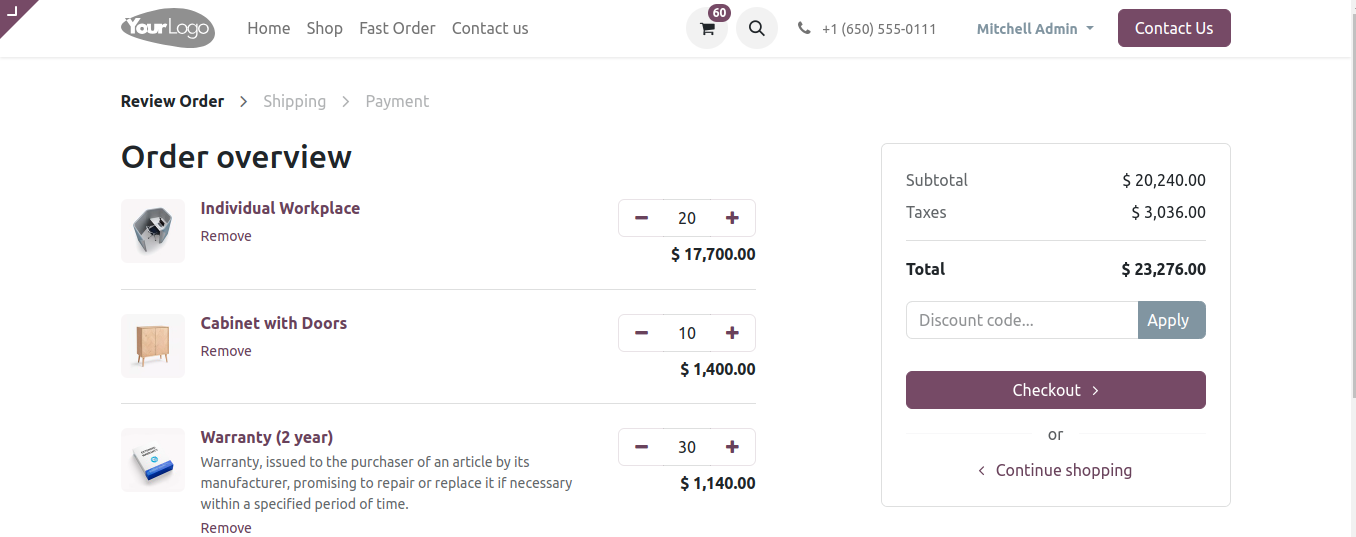 YourLogo
Home Shop Fast Order Contact us
60
+1 (650) 555-0111
Mitchell Admin
Contact Us
Review Order > Shipping > Payment
Order overview
Individual Workplace
Remove
20
$ 17,700.00
Cabinet with Doors
Remove
10
$ 1,400.00
Warranty (2 year)
Warranty, issued to the purchaser of an article by its
manufacturer, promising to repair or replace it if necessary
within a specified period of time.
Remove
30
$ 1,140.00
Subtotal $ 20,240.00
Taxes $ 3,036.00
Total $ 23,276.00
Discount code... Apply
Checkout >
or
< Continue shopping